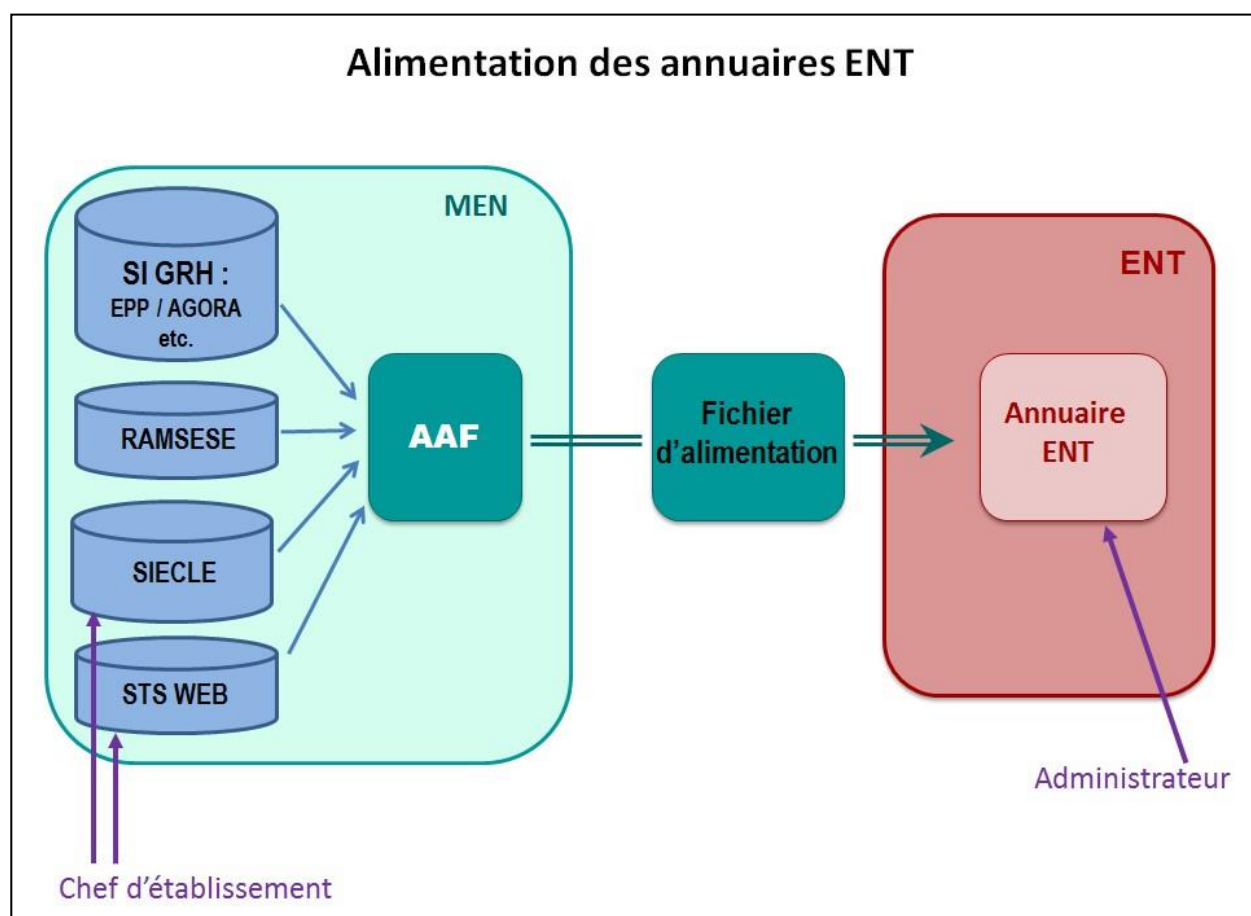 Alimentation des annuaires ENT
MEN
SI GRH :
EPP / AGORA
etc.
RAMSESE
SIECLE
STS WEB
AAF
Fichier
d’alimentation
ENT
Annuaire
ENT
Administrateur
Chef d’établissement